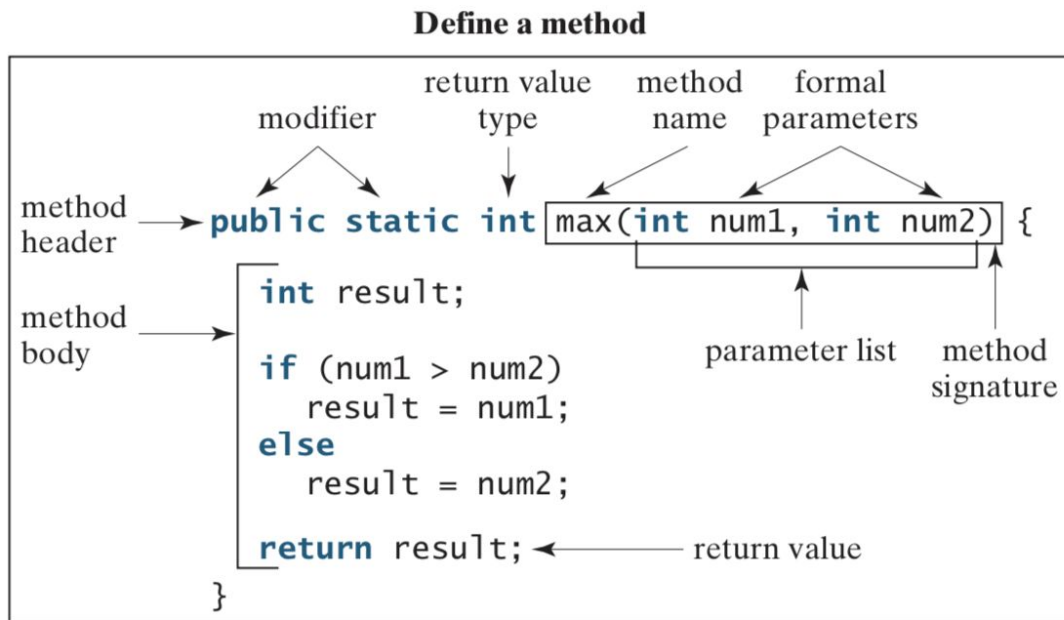 Define a method
return value
type
method
name
formal
parameters
modifier
method
header
public static int max(int num1, int num2) {
int result;
method
body
parameter list
method
signature
if (num1 > num2)
result = num1;
else
result = num2;
return result;
return value
}